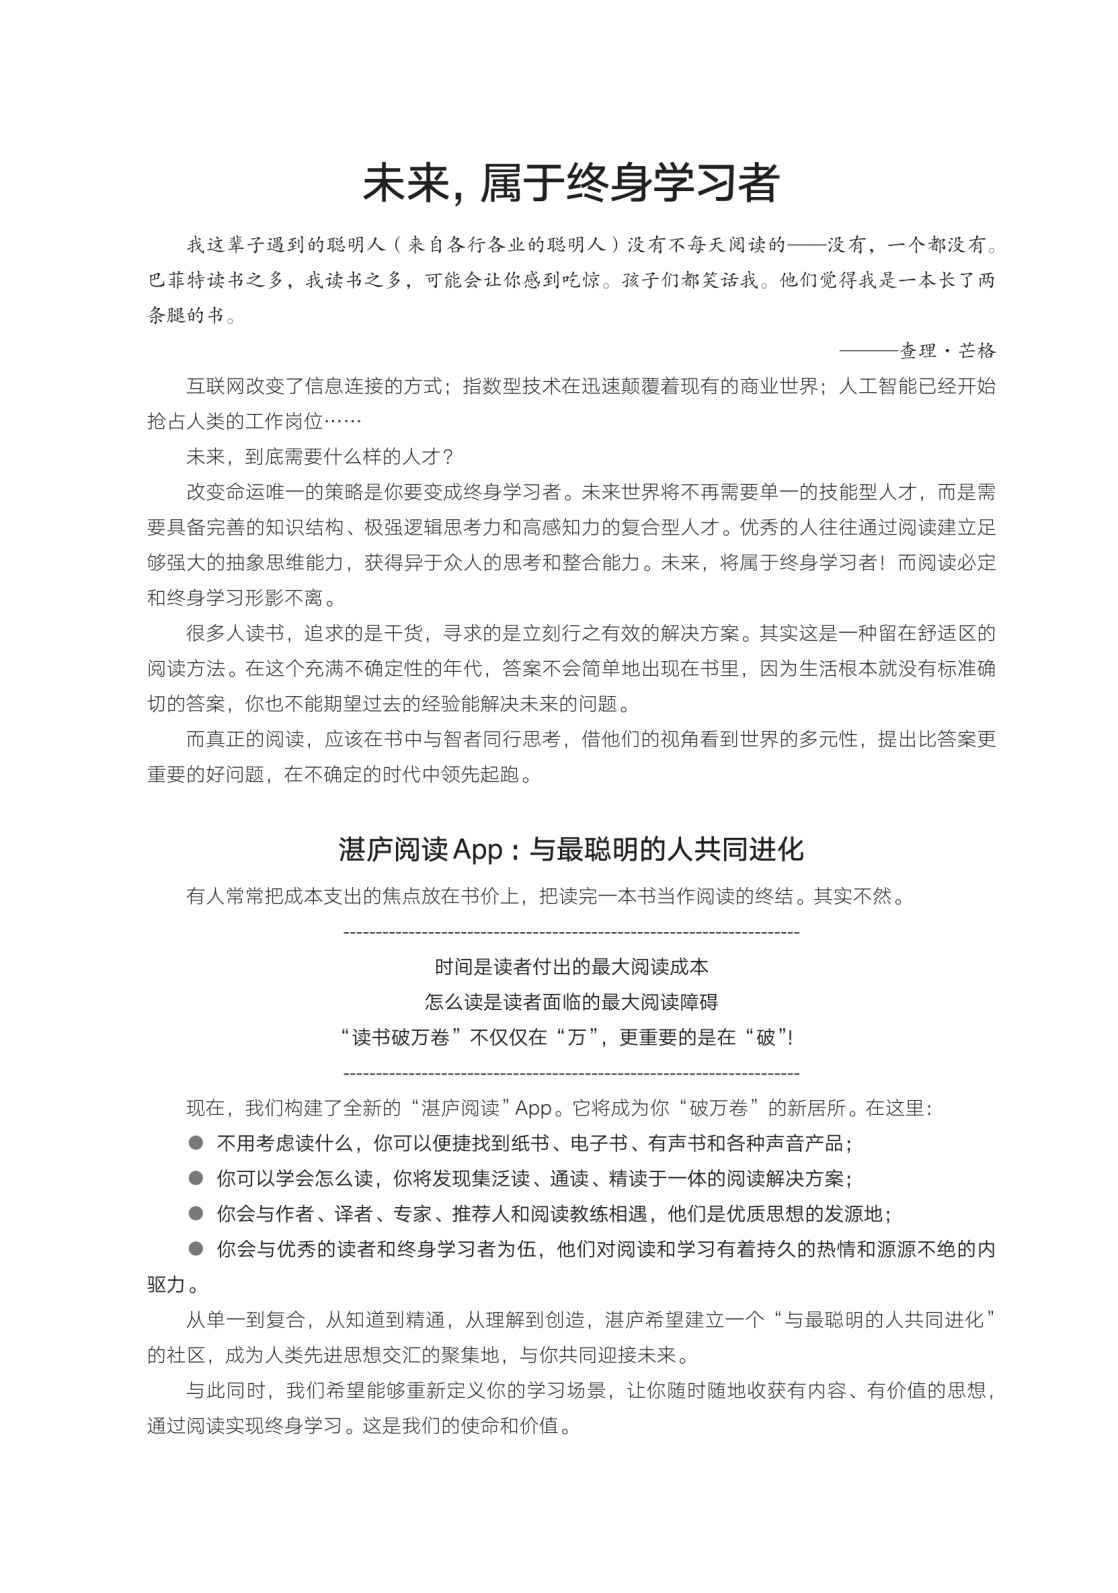 未来，属于终身学习者
我这辈子遇到的聪明人（来自各行各业的聪明人）没有不每天阅读的——没有，一个都没有。
巴菲特读书之多，我读书之多，可能会让你感到吃惊。孩子们都笑话我。他们觉得我是一本长了两
条腿的书。
———查理·芒格
互联网改变了信息连接的方式；指数型技术在迅速颠覆着现有的商业世界；人工智能已经开始
抢占人类的工作岗位……
未来，到底需要什么样的人才？
改变命运唯一的策略是你要变成终身学习者。未来世界将不再需要单一的技能型人才，而是需
要具备完善的知识结构、极强逻辑思考力和高感知力的复合型人才。优秀的人往往通过阅读建立足
够强大的抽象思维能力，获得异于众人的思考和整合能力。未来，将属于终身学习者！而阅读必定
和终身学习形影不离。
很多人读书，追求的是干货，寻求的是立刻行之有效的解决方案。其实这是一种留在舒适区的
阅读方法。在这个充满不确定性的年代，答案不会简单地出现在书里，因为生活根本就没有标准确
切的答案，你也不能期望过去的经验能解决未来的问题。
而真正的阅读，应该在书中与智者同行思考，借他们的视角看到世界的多元性，提出比答案更
重要的好问题，在不确定的时代中领先起跑。
湛庐阅读App：与最聪明的人共同进化
有人常常把成本支出的焦点放在书价上，把读完一本书当作阅读的终结。其实不然。
----------------------------------------------------------------------
时间是读者付出的最大阅读成本
怎么读是读者面临的最大阅读障碍
“读书破万卷”不仅仅在“万”，更重要的是在“破”！
----------------------------------------------------------------------
现在，我们构建了全新的“湛庐阅读”App。它将成为你“破万卷”的新居所。在这里：
● 不用考虑读什么，你可以便捷找到纸书、电子书、有声书和各种声音产品；
● 你可以学会怎么读，你将发现集泛读、通读、精读于一体的阅读解决方案；
● 你会与作者、译者、专家、推荐人和阅读教练相遇，他们是优质思想的发源地；
● 你会与优秀的读者和终身学习者为伍，他们对阅读和学习有着持久的热情和源源不绝的内
驱力。
从单一到复合，从知道到精通，从理解到创造，湛庐希望建立一个“与最聪明的人共同进化”
的社区，成为人类先进思想交汇的聚集地，与你共同迎接未来。
与此同时，我们希望能够重新定义你的学习场景，让你随时随地收获有内容、有价值的思想，
通过阅读实现终身学习。这是我们的使命和价值。